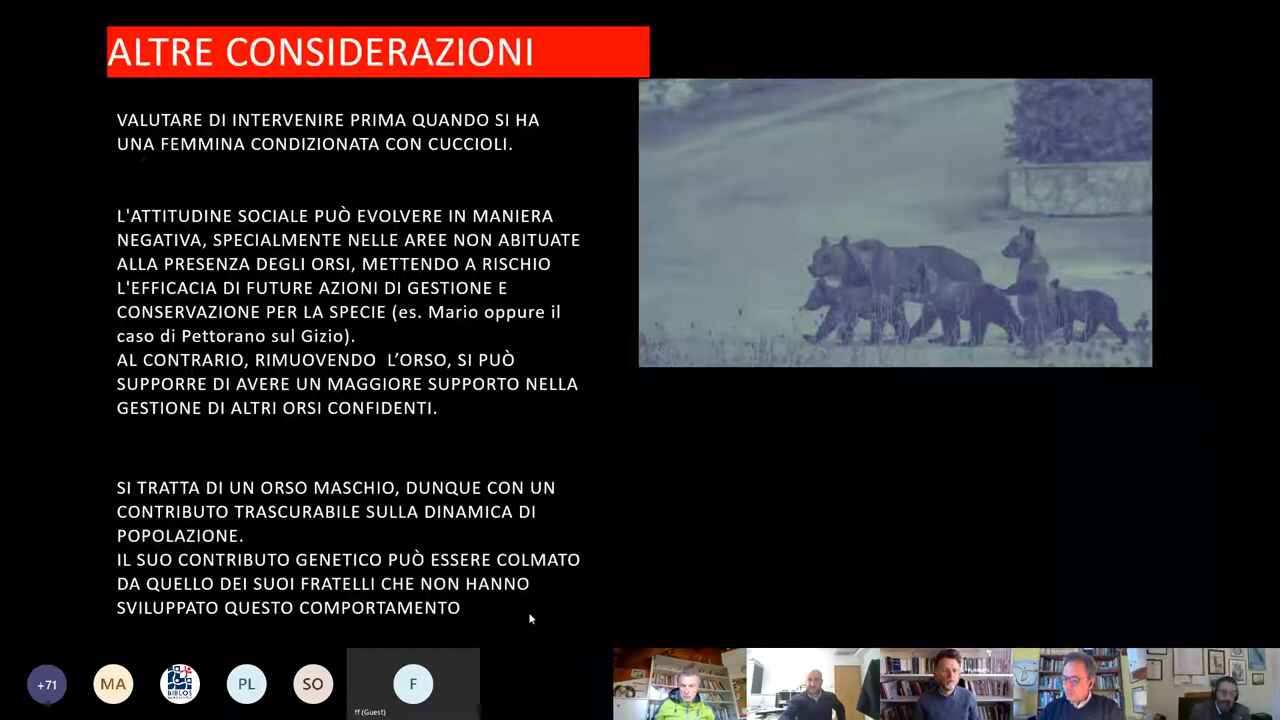 ALTRE CONSIDERAZIONI
VALUTARE DI INTERVENIRE PRIMA QUANDO SI HA
UNA FEMMINA CONDIZIONATA CON CUCCIOLI.
L'ATTITUDINE SOCIALE PUÒ EVOLVERE IN MANIERA
NEGATIVA, SPECIALMENTE NELLE AREE NON ABITUATE
ALLA PRESENZA DEGLI ORSI, METTENDO A RISCHIO
L'EFFICACIA DI FUTURE AZIONI DI GESTIONE E
CONSERVAZIONE PER LA SPECIE (es. Mario oppure il
caso di Pettorano sul Gizio).
AL CONTRARIO, RIMUOVENDO L’ORSO, SI PUÒ
SUPPORRE DI AVERE UN MAGGIORE SUPPORTO NELLA
GESTIONE DI ALTRI ORSI CONFIDENTI.
SI TRATTA DI UN ORSO MASCHIO, DUNQUE CON UN
CONTRIBUTO TRASCURABILE SULLA DINAMICA DI
POPOLAZIONE.
IL SUO CONTRIBUTO GENETICO PUÒ ESSERE COLMATO
DA QUELLO DEI SUOI FRATELLI CHE NON HANNO
SVILUPPATO QUESTO COMPORTAMENTO
+71
MA
BIBLOS
PL
SO
F
ff (Guest)